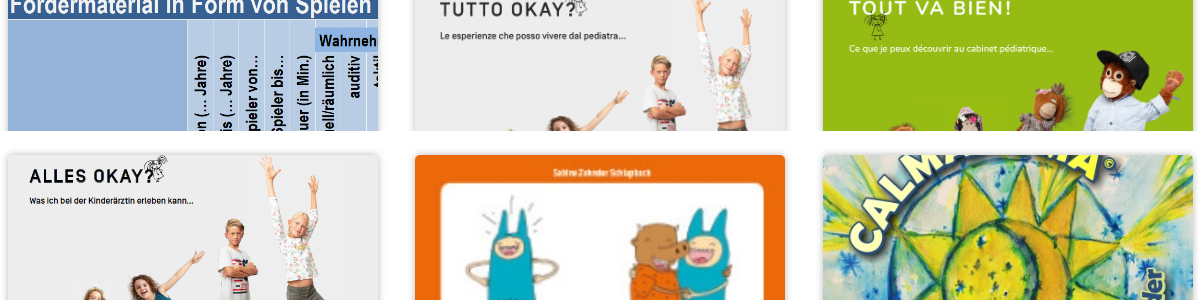 Fördermaterial in Form von Spielen
Wahrneh
n (... Jahre)
is (... Jahre)
pieler von...
Spieler bis...
uer (in Min.)
ell/räumlich
auditiv
TUTTO OKAY?
Le esperienze che posso vivere dal pediatra...
TOUT VA BIEN!
Ce que je peux découvrir au cabinet pédiatrique...
ALLES OKAY?
Was ich bei der Kinderärztin erleben kann...
Sabine Zehnder Schlapbach
CALMA
©
der